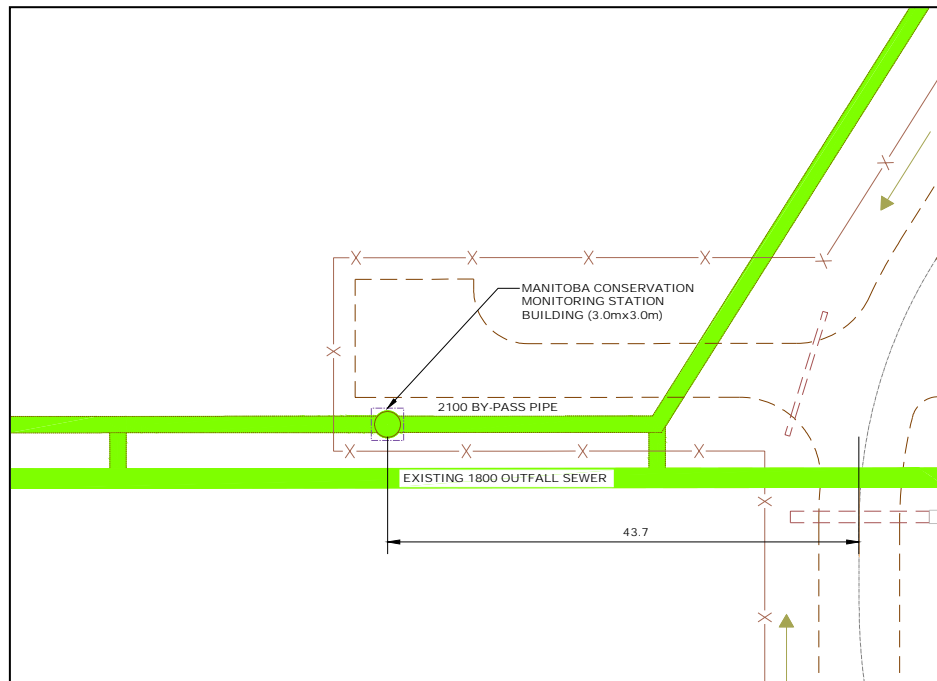 MANITOBA CONSERVATION
MONITORING STATION
BUILDING (3.0mx3.0m)
2100 BY-PASS PIPE
EXISTING 1800 OUTFALL SEWER
43.7